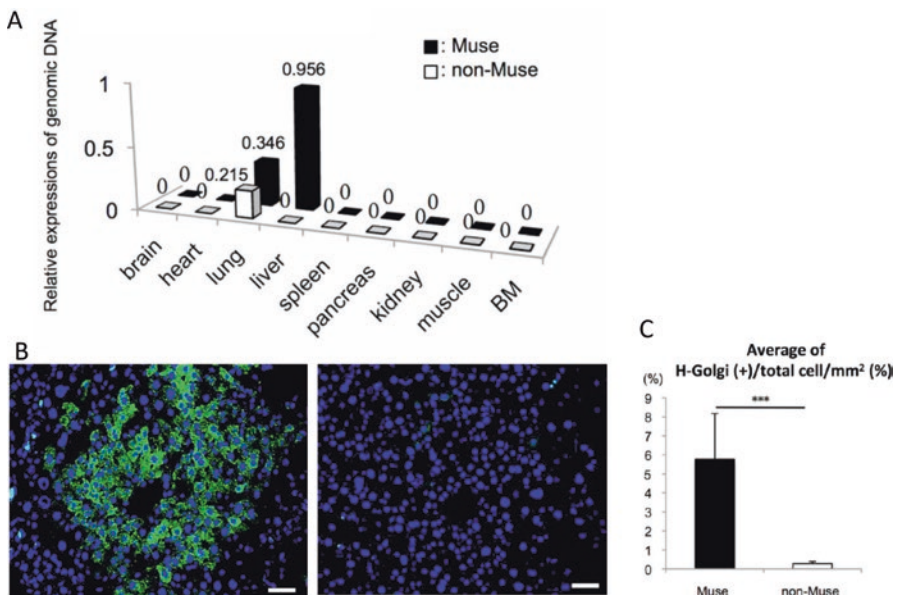 A
Relative expressions of genomic DNA
■: Muse
□: non-Muse
1
0.5
0
0.956
0.346
0.215
0 0 0 0 0 0 0
0 0 0 0 0 0 0 0
brain
heart
lung
liver
spleen
pancreas
kidney
muscle
BM
B
C
Average of
H-Golgi (+)/total cell/mm² (%)
(%)
9
8
7
6
5
4
3
2
1
0
***
Muse
non-Muse